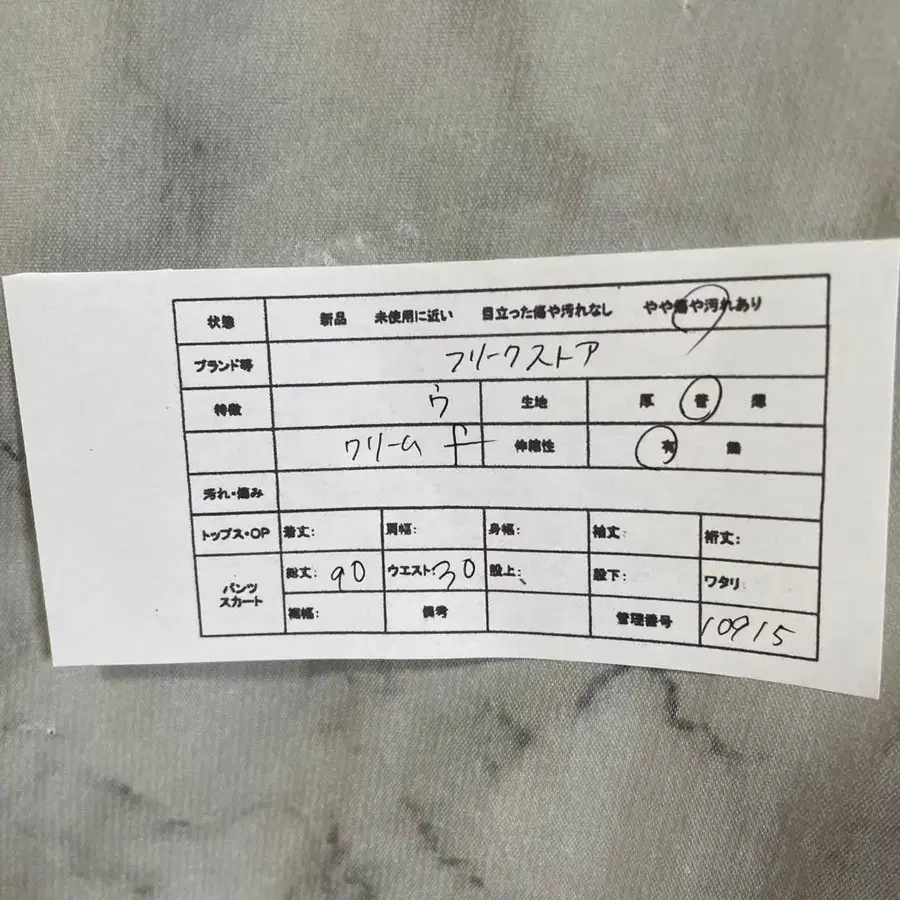 状態 新品 未使用に近い 目立った傷や汚れなし やや傷や汚れあり
ブランド等 フリークストア
特徴 ウ 生地 厚 普 薄
クリーム 伸縮性 有 無
汚れ・傷み
トップス・OP 着丈: 肩幅: 身幅: 袖丈: 裄丈:
パンツ スカート 総丈: 90 ウエスト: 30 股上: 股下: ワタリ:
裾幅: 備考 管理番号 10915